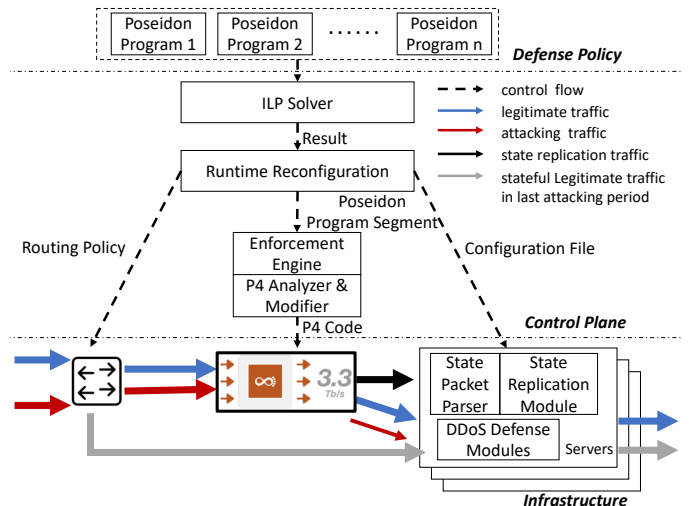 Poseidon Program 1
Poseidon Program 2
......
Poseidon Program n
Defense Policy
ILP Solver
Result
Runtime Reconfiguration
control flow
legitimate traffic
attacking traffic
state replication traffic
stateful Legitimate traffic
in last attacking period
Poseidon
Program Segment
Routing Policy
Configuration File
Enforcement
Engine
P4 Analyzer &
Modifier
P4 Code
Control Plane
3.3
Tb/s
State
Packet
Parser
State
Replication
Module
DDoS Defense
Modules
Servers
Infrastructure